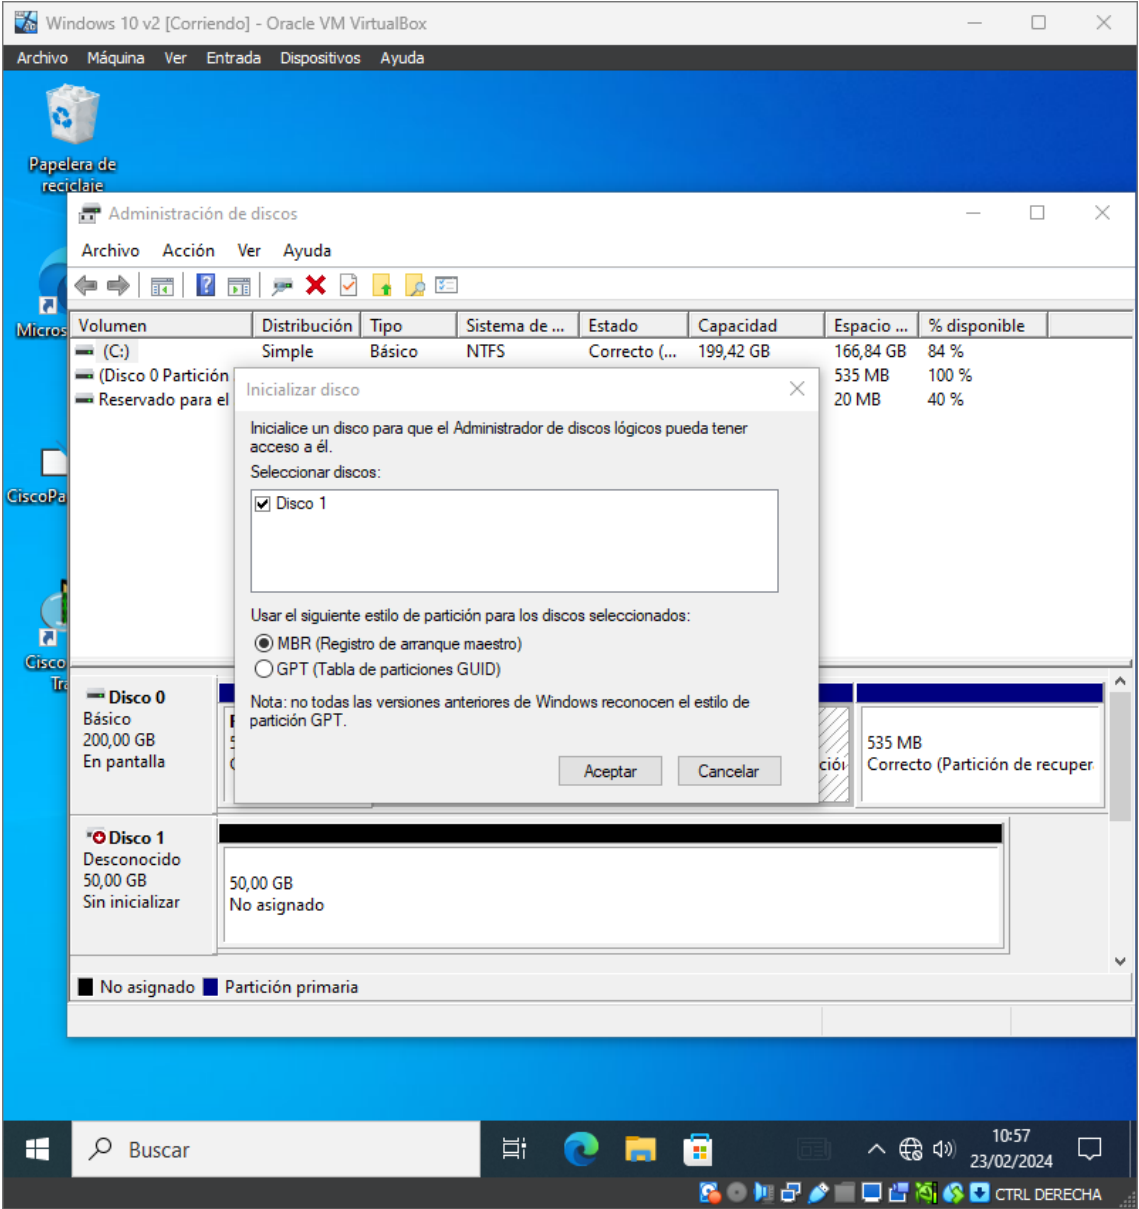 Windows 10 v2 [Corriendo] - Oracle VM VirtualBox
Archivo Máquina Ver Entrada Dispositivos Ayuda
Papelera de
reciclaje
Administración de discos
Archivo Acción Ver Ayuda
Micros
Volumen Distribución Tipo Sistema de ... Estado Capacidad Espacio ... % disponible
(C:) Simple Básico NTFS Correcto (... 199,42 GB 166,84 GB 84 %
(Disco 0 Partición 535 MB 100 %
Reservado para el 20 MB 40 %
Inicializar disco
Inicialice un disco para que el Administrador de discos lógicos pueda tener
acceso a él.
Seleccionar discos:
Disco 1
CiscoPa
Usar el siguiente estilo de partición para los discos seleccionados:
MBR (Registro de arranque maestro)
GPT (Tabla de particiones GUID)
Nota: no todas las versiones anteriores de Windows reconocen el estilo de
partición GPT.
Aceptar Cancelar
Cisco
Tra
Disco 0
Básico
200,00 GB
En pantalla
535 MB
Correcto (Partición de recuper
Disco 1
Desconocido
50,00 GB
Sin inicializar
50,00 GB
No asignado
No asignado Partición primaria
Buscar
10:57
23/02/2024
CTRL DERECHA